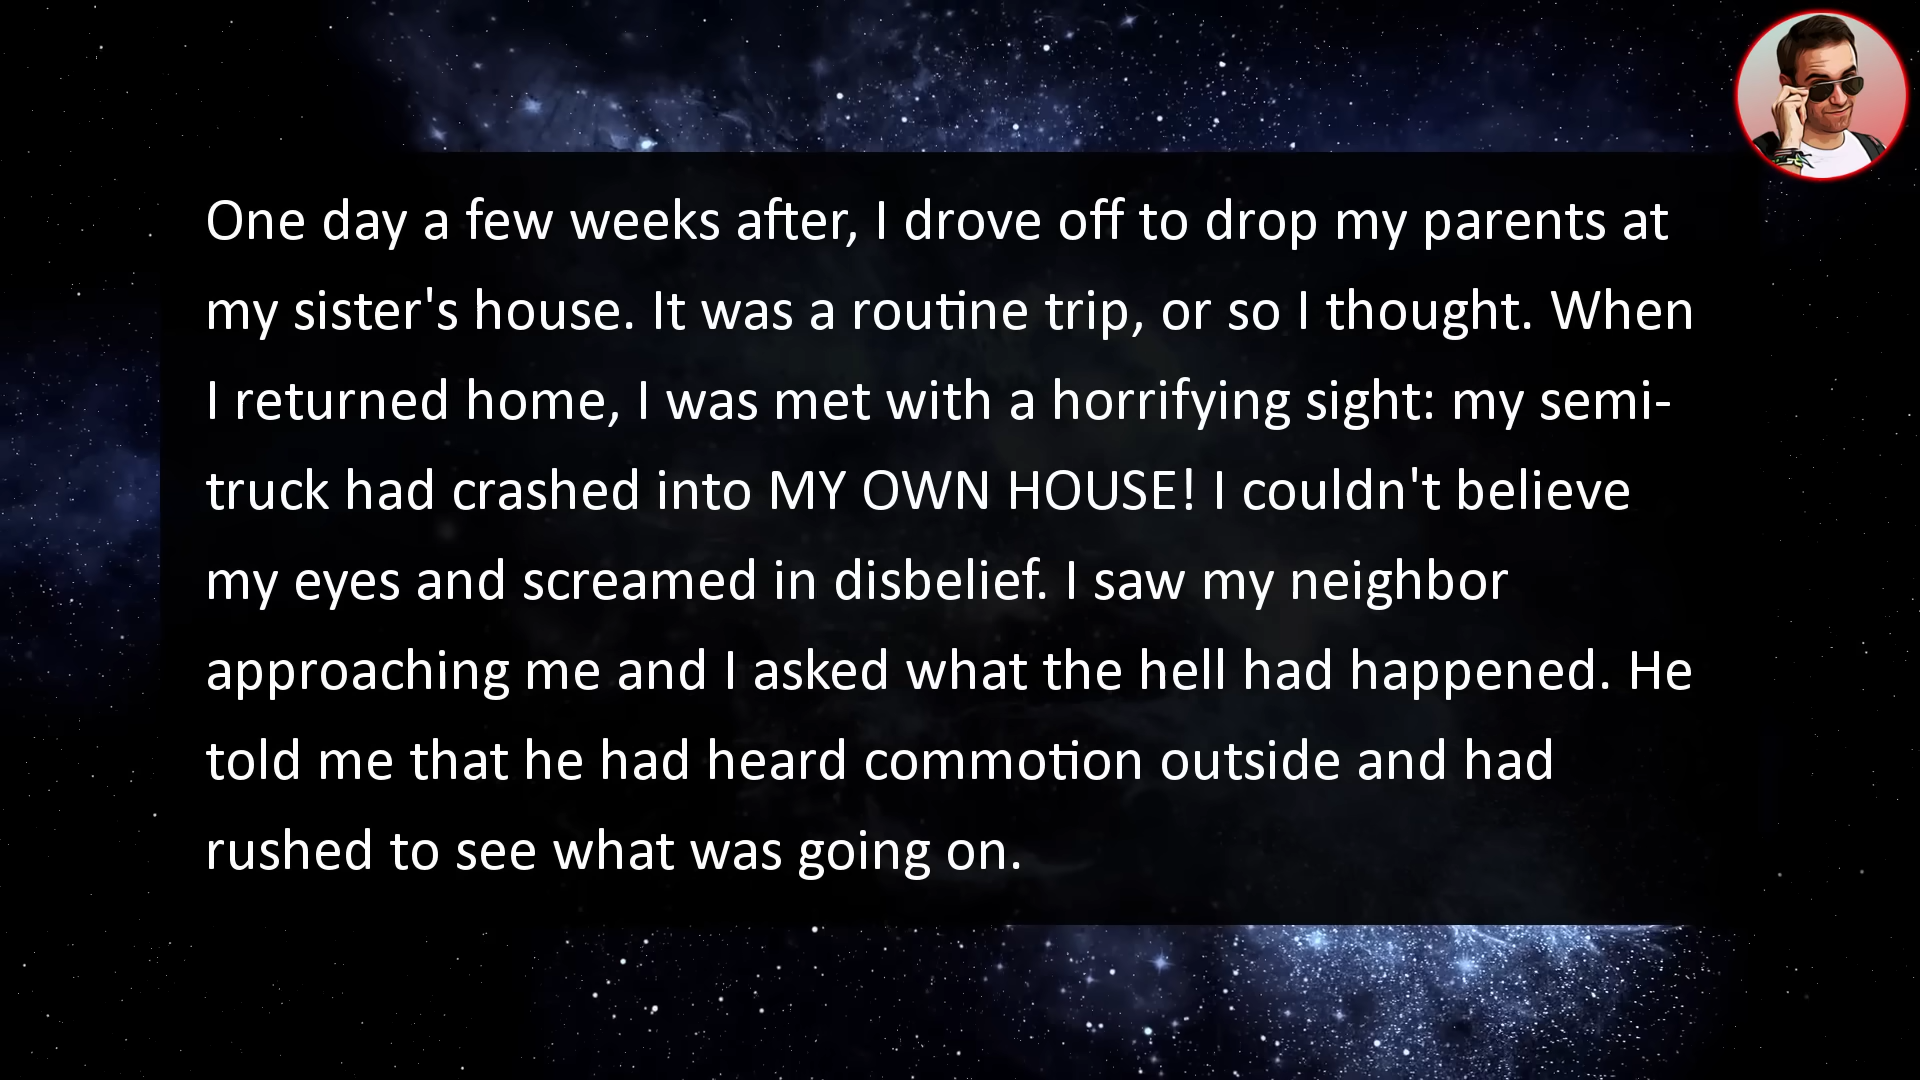 One day a few weeks after, I drove off to drop my parents at
my sister's house. It was a routine trip, or so I thought. When
I returned home, I was met with a horrifying sight: my semi-
truck had crashed into MY OWN HOUSE! I couldn't believe
my eyes and screamed in disbelief. I saw my neighbor
approaching me and I asked what the hell had happened. He
told me that he had heard commotion outside and had
rushed to see what was going on.